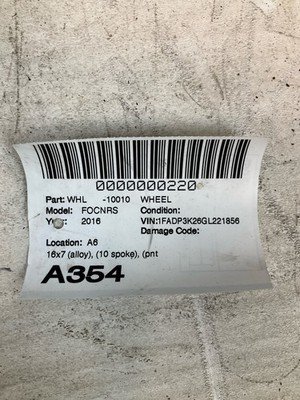 0000000220
Part: WHL -10010 WHEEL
Model: FOCNRS Condition:
2016 VIN:1FADP3K26GL221856
Damage Code:
Location: A6
16x7 (alloy), (10 spoke), (pnt
A354